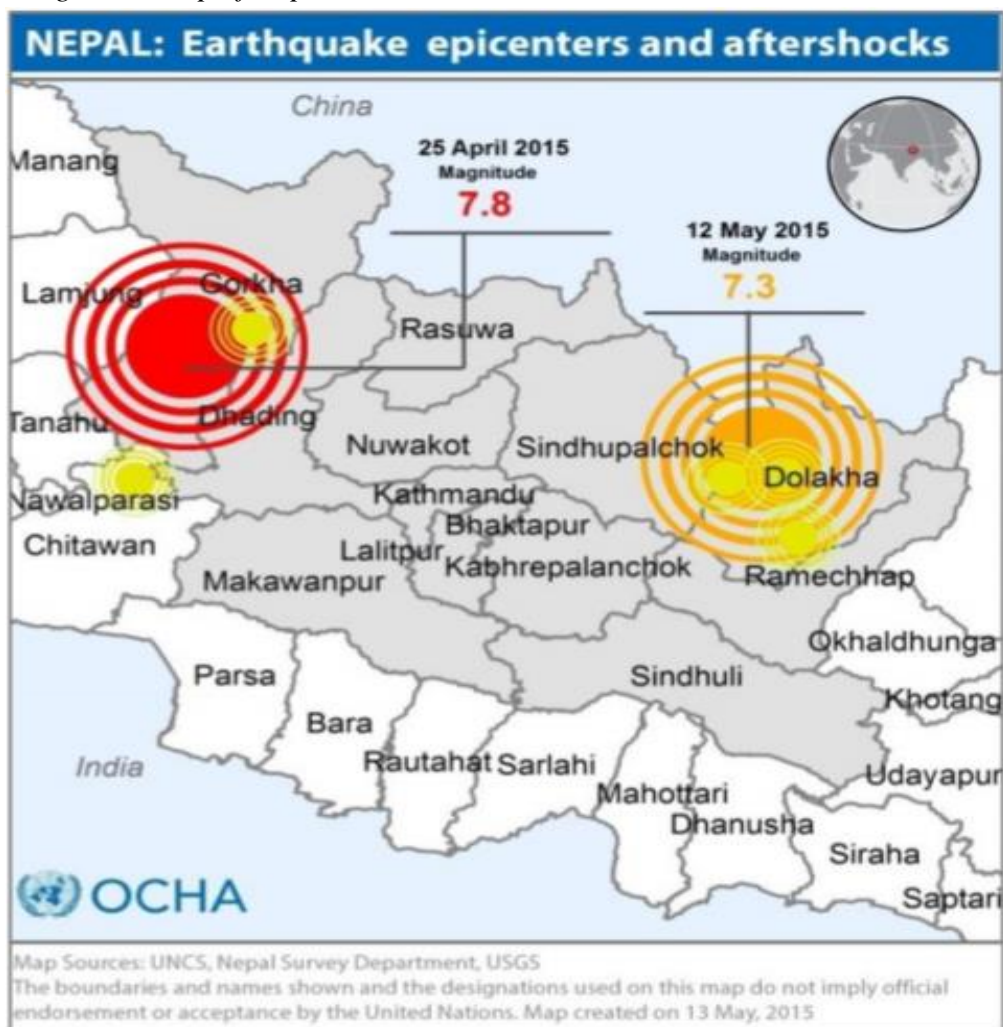 NEPAL: Earthquake epicenters and aftershocks
China
Manang
25 April 2015
Magnitude
7.8
12 May 2015
Magnitude
7.3
Lamjung
Gorkha
Rasuwa
Tanahu
Dhading
Nuwakot
Sindhupalchok
Dolakha
Nawalparasi
Kathmandu
Bhaktapur
Chitawan
Lalitpur
Kabhrepalanchok
Makawanpur
Ramechhap
Okhaldhunga
Parsa
Sindhuli
Khotang
Bara
India
Rautahat
Sarlahi
Udayapur
Mahottari
Dhanusha
Siraha
OCHA
Saptari
Map Sources: UNCS, Nepal Survey Department, USGS
The boundaries and names shown and the designations used on this map do not imply official
endorsement or acceptance by the United Nations. Map created on 13 May, 2015